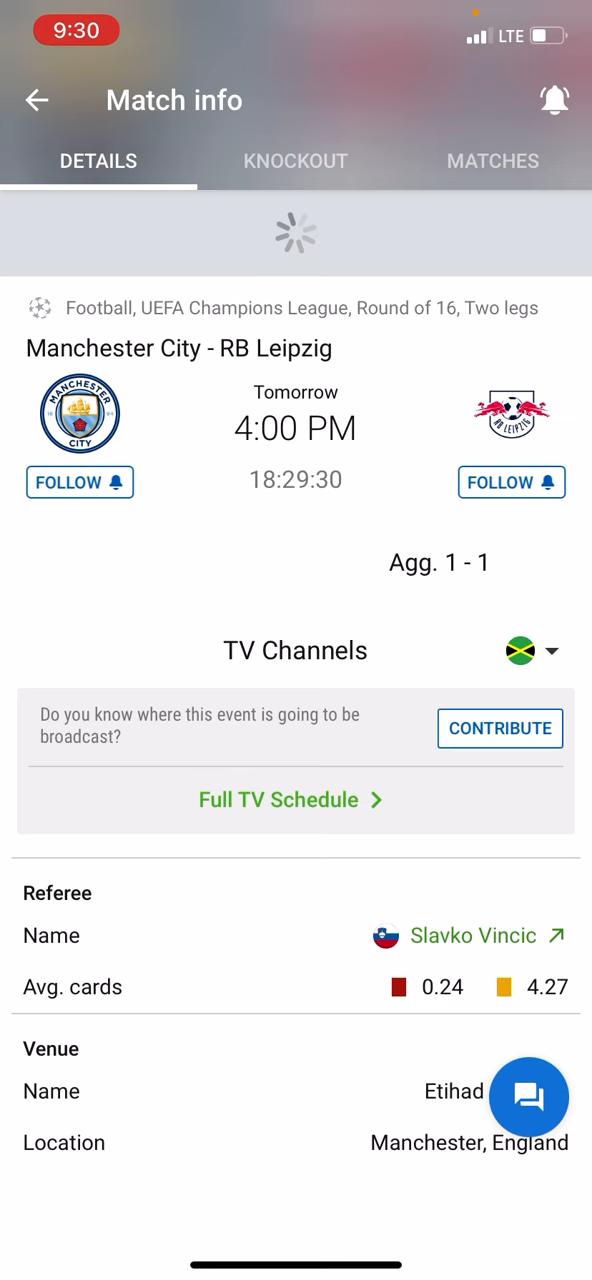 9:30
LTE
Match info
DETAILS KNOCKOUT MATCHES
Football, UEFA Champions League, Round of 16, Two legs
Manchester City - RB Leipzig
MANCHESTER
18 94
CITY
Tomorrow
4:00 PM
18:29:30
RB LEIPZIG
FOLLOW
FOLLOW
Agg. 1 - 1
TV Channels
Do you know where this event is going to be
broadcast?
CONTRIBUTE
Full TV Schedule
Referee
Name Slavko Vincic
Avg. cards 0.24 4.27
Venue
Name Etihad
Location Manchester, England